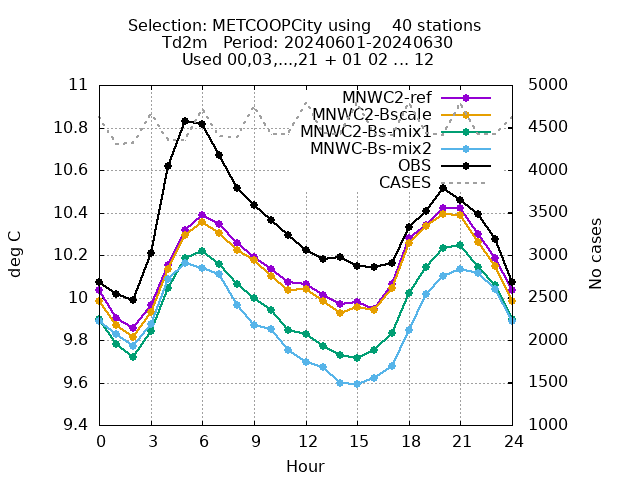 Selection: METCOOPCity using    40 stations
Td2m   Period: 20240601-20240630
Used 00,03,...,21 + 01 02 ... 12
MNWC2-ref
MNWC2-Bscale
MNWC2-Bs-mix1
MNWC-Bs-mix2
OBS
CASES
11
10.8
10.6
10.4
10.2
10
9.8
9.6
9.4
deg C
5000
4500
4000
3500
3000
2500
2000
1500
1000
No cases
0 3 6 9 12 15 18 21 24
Hour